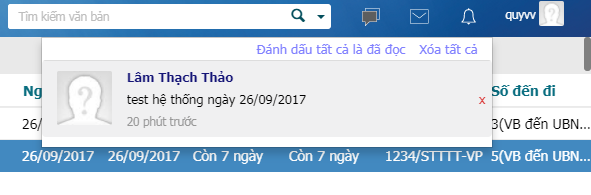 Tìm kiếm văn bản quyvv
Đánh dấu tất cả là đã đọc Xóa tất cả
Lâm Thạch Thảo
Số đến đi
test hệ thống ngày 26/09/2017 x
20 phút trước
3(VB đến UBN...
26/09/2017 26/09/2017 Còn 7 ngày Còn 7 ngày 1234/STTTT-VP 5(VB đến UBN...